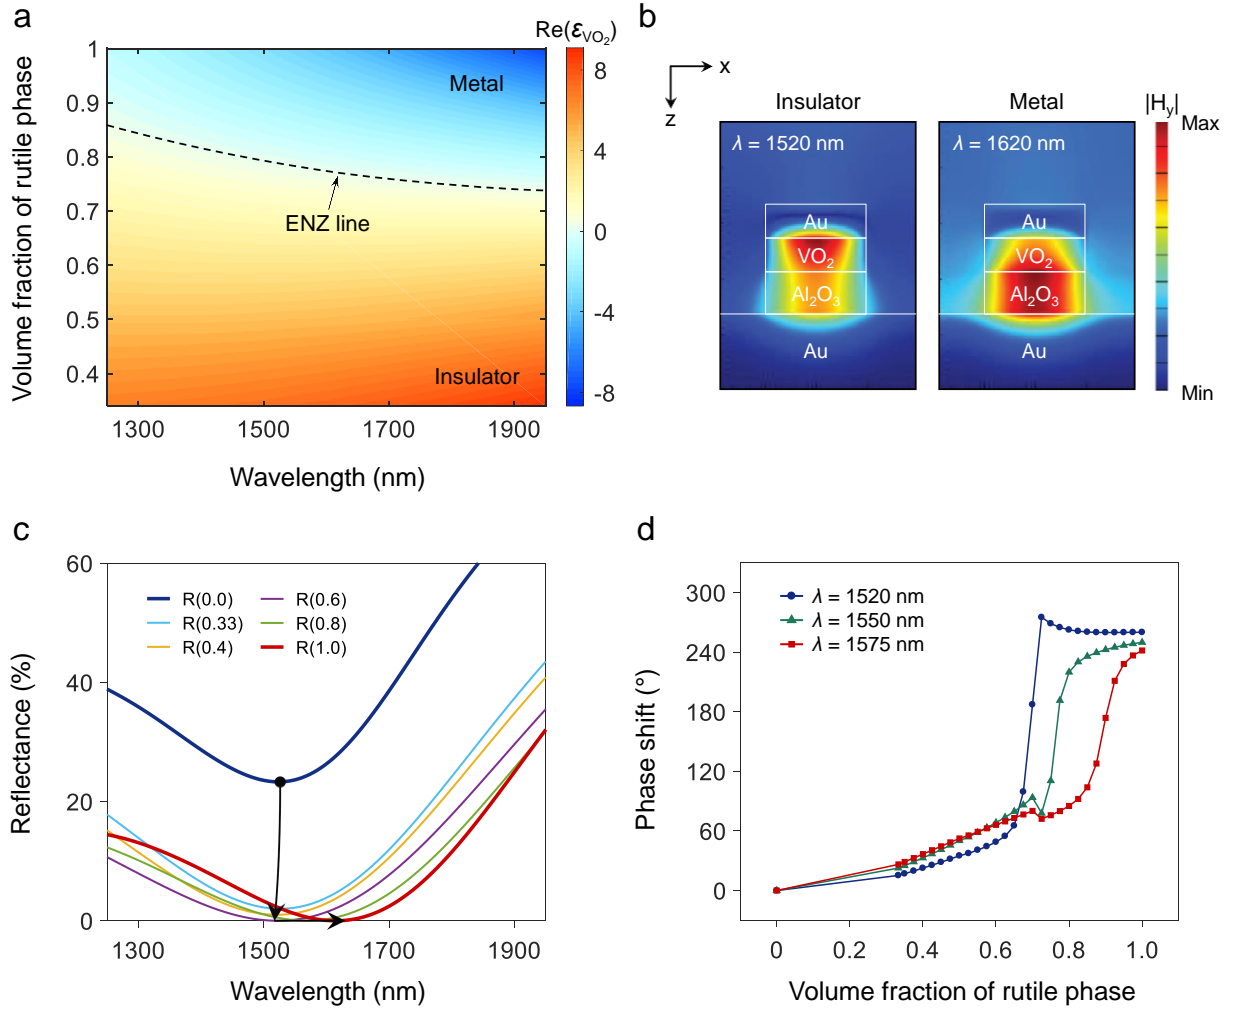 a
Re(ε_VO₂)
Volume fraction of rutile phase
1
0.9
0.8
0.7
0.6
0.5
0.4
Metal
ENZ line
Insulator
8
4
0
-4
-8
1300 1500 1700 1900
Wavelength (nm)
b
x
z
Insulator
Metal
|H_y|
λ = 1520 nm
λ = 1620 nm
Max
Min
Au
VO₂
Al₂O₃
Au
Au
VO₂
Al₂O₃
Au
c
Reflectance (%)
60
40
20
0
R(0.0)
R(0.33)
R(0.4)
R(0.6)
R(0.8)
R(1.0)
1300 1500 1700 1900
Wavelength (nm)
d
Phase shift (°)
300
240
180
120
60
0
λ = 1520 nm
λ = 1550 nm
λ = 1575 nm
0 0.2 0.4 0.6 0.8 1.0
Volume fraction of rutile phase